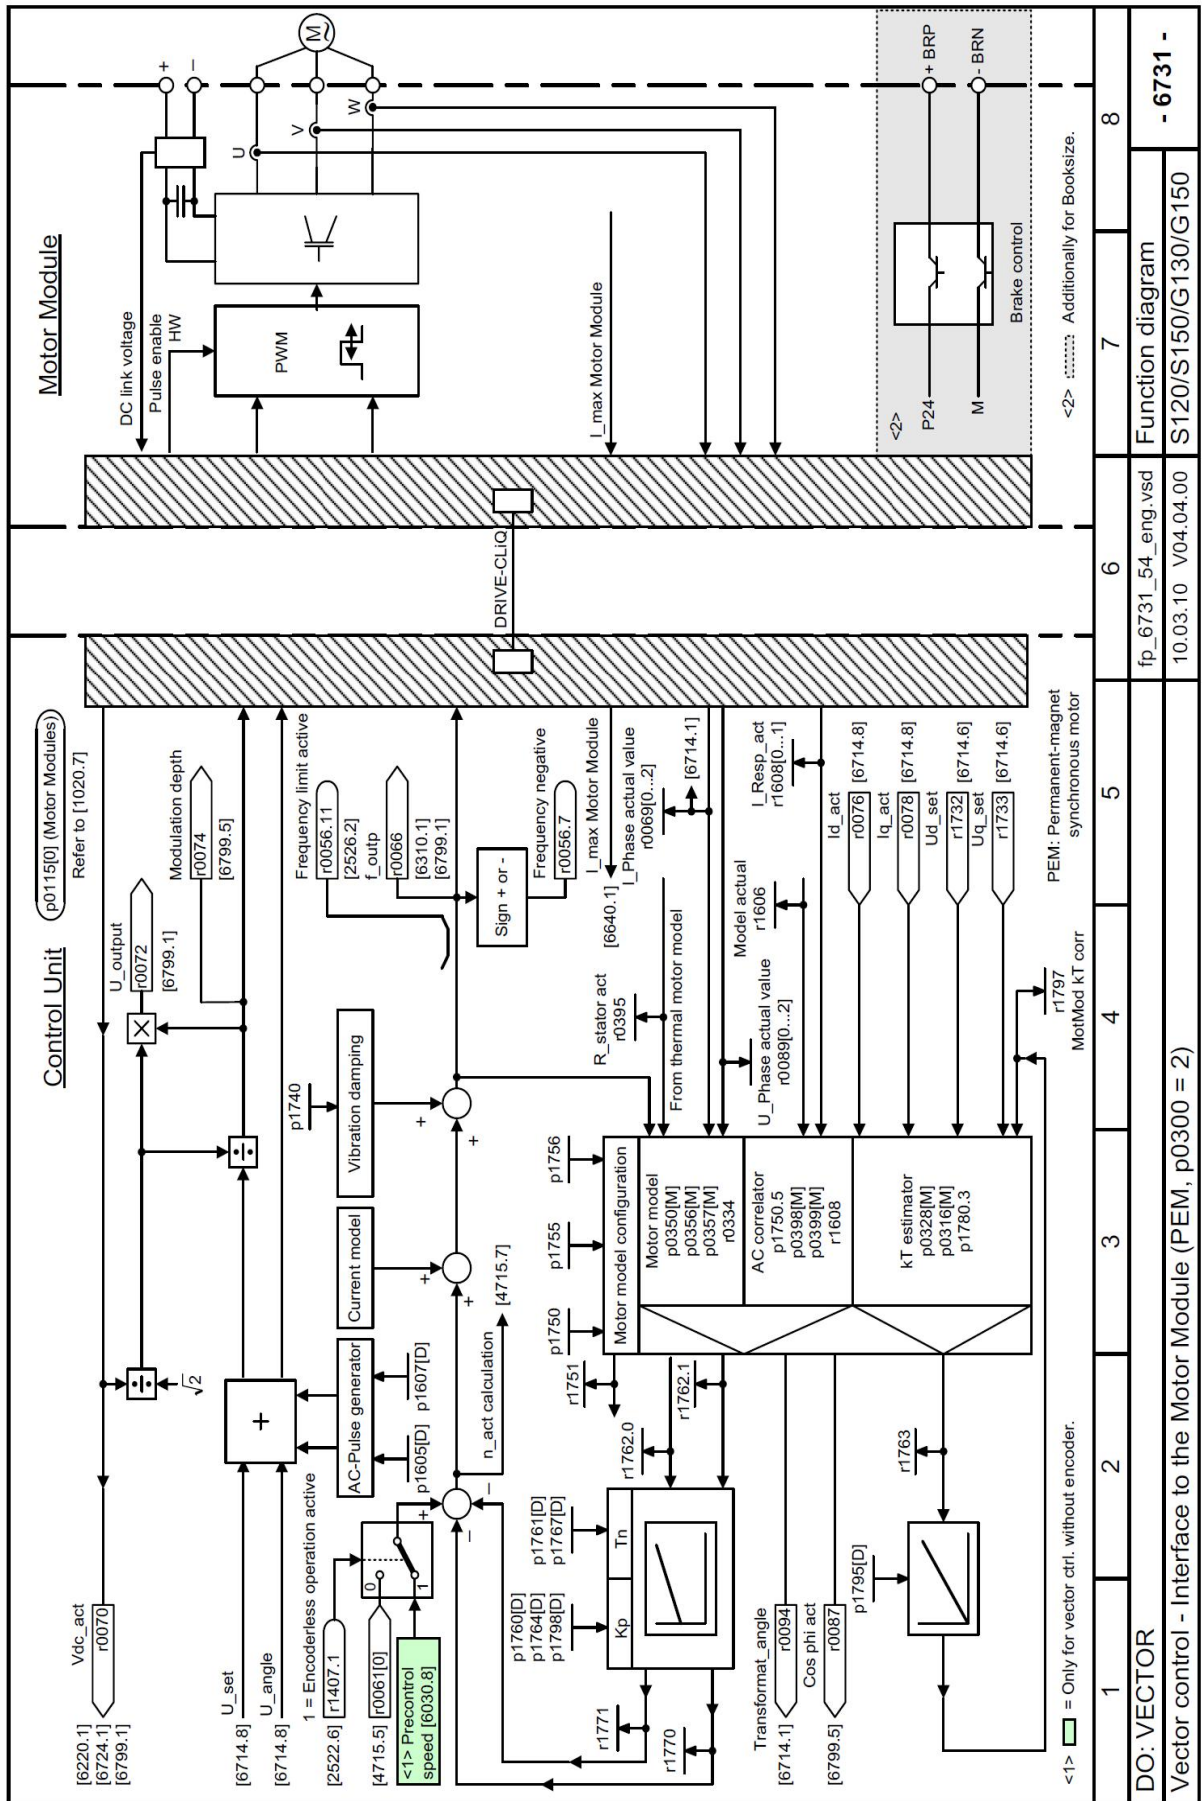 Control Unit
p0115[0] (Motor Modules)
Refer to [1020.7]
Motor Module
Vdc_act
r0070
[6220.1]
[6724.1]
[6799.1]
√2
U_output
r0072
[6799.1]
Modulation depth
r0074
[6799.5]
DC link voltage
Pulse enable
HW
+
–
U_set
[6714.8]
U_angle
[6714.8]
+
PWM
U
V
W
M
~
1 = Encoderless operation active
[2522.6]
r1407.1
[4715.5]
r0061[0]
0
1
<1> Precontrol
speed [6030.8]
AC-Pulse generator
p1605[D]
p1607[D]
Current model
Vibration damping
p1740
Frequency limit active
r0056.11
[2526.2]
f_outp
r0066
[6310.1]
[6799.1]
Sign + or -
Frequency negative
r0056.7
+
–
–
+
+
+
+
n_act calculation
[4715.7]
DRIVE-CLiQ
I_max Motor Module
[6640.1]
I_max Motor Module
r1771
r1770
p1760[D]
p1764[D]
p1798[D]
p1761[D]
p1767[D]
Kp
Tn
r1762.0
r1751
r1762.1
p1750
p1755
p1756
Motor model configuration
Motor model
p0350[M]
p0356[M]
p0357[M]
r0334
AC correlator
p1750.5
p0398[M]
p0399[M]
r1608
kT estimator
p0328[M]
p0316[M]
p1780.3
R_stator act
r0395
From thermal motor model
I_Phase actual value
r0069[0...2]
[6714.1]
U_Phase actual value
r0089[0...2]
Model actual
r1606
I_Resp_act
r1608[0...1]
Id_act
r0076
[6714.8]
Iq_act
r0078
[6714.8]
Ud_set
r1732
[6714.6]
Uq_set
r1733
[6714.6]
Transformat_angle
[6714.1]
r0094
Cos phi act
[6799.5]
r0087
p1795[D]
r1763
r1797
MotMod kT corr
PEM: Permanent-magnet
synchronous motor
<2>
P24
M
+ BRP
- BRN
Brake control
<2>
Additionally for Booksize.
<1>
= Only for vector ctrl. without encoder.
1
2
3
4
5
6
7
8
DO: VECTOR
fp_6731_54_eng.vsd
Function diagram
- 6731 -
Vector control - Interface to the Motor Module (PEM, p0300 = 2)
10.03.10 V04.04.00
S120/S150/G130/G150